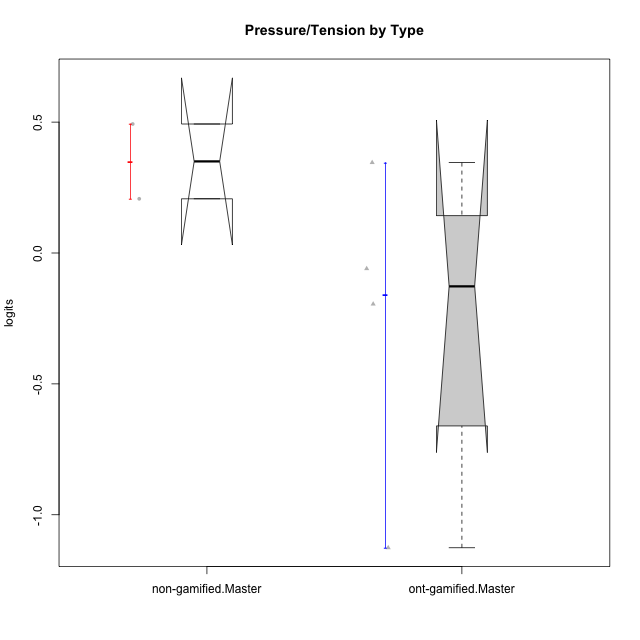 Pressure/Tension by Type
0.5
0.0
-0.5
-1.0
logits
non-gamified.Master
ont-gamified.Master